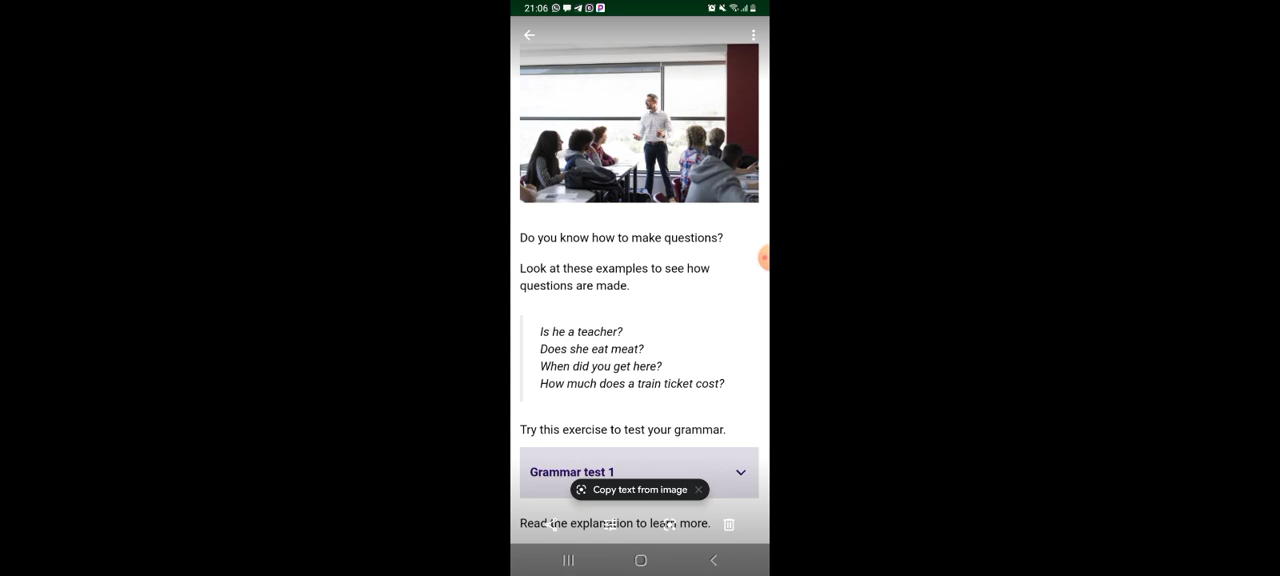 21:06
Do you know how to make questions?
Look at these examples to see how
questions are made.
Is he a teacher?
Does she eat meat?
When did you get here?
How much does a train ticket cost?
Try this exercise to test your grammar.
Grammar test 1
Copy text from image
Read the explanation to learn more.